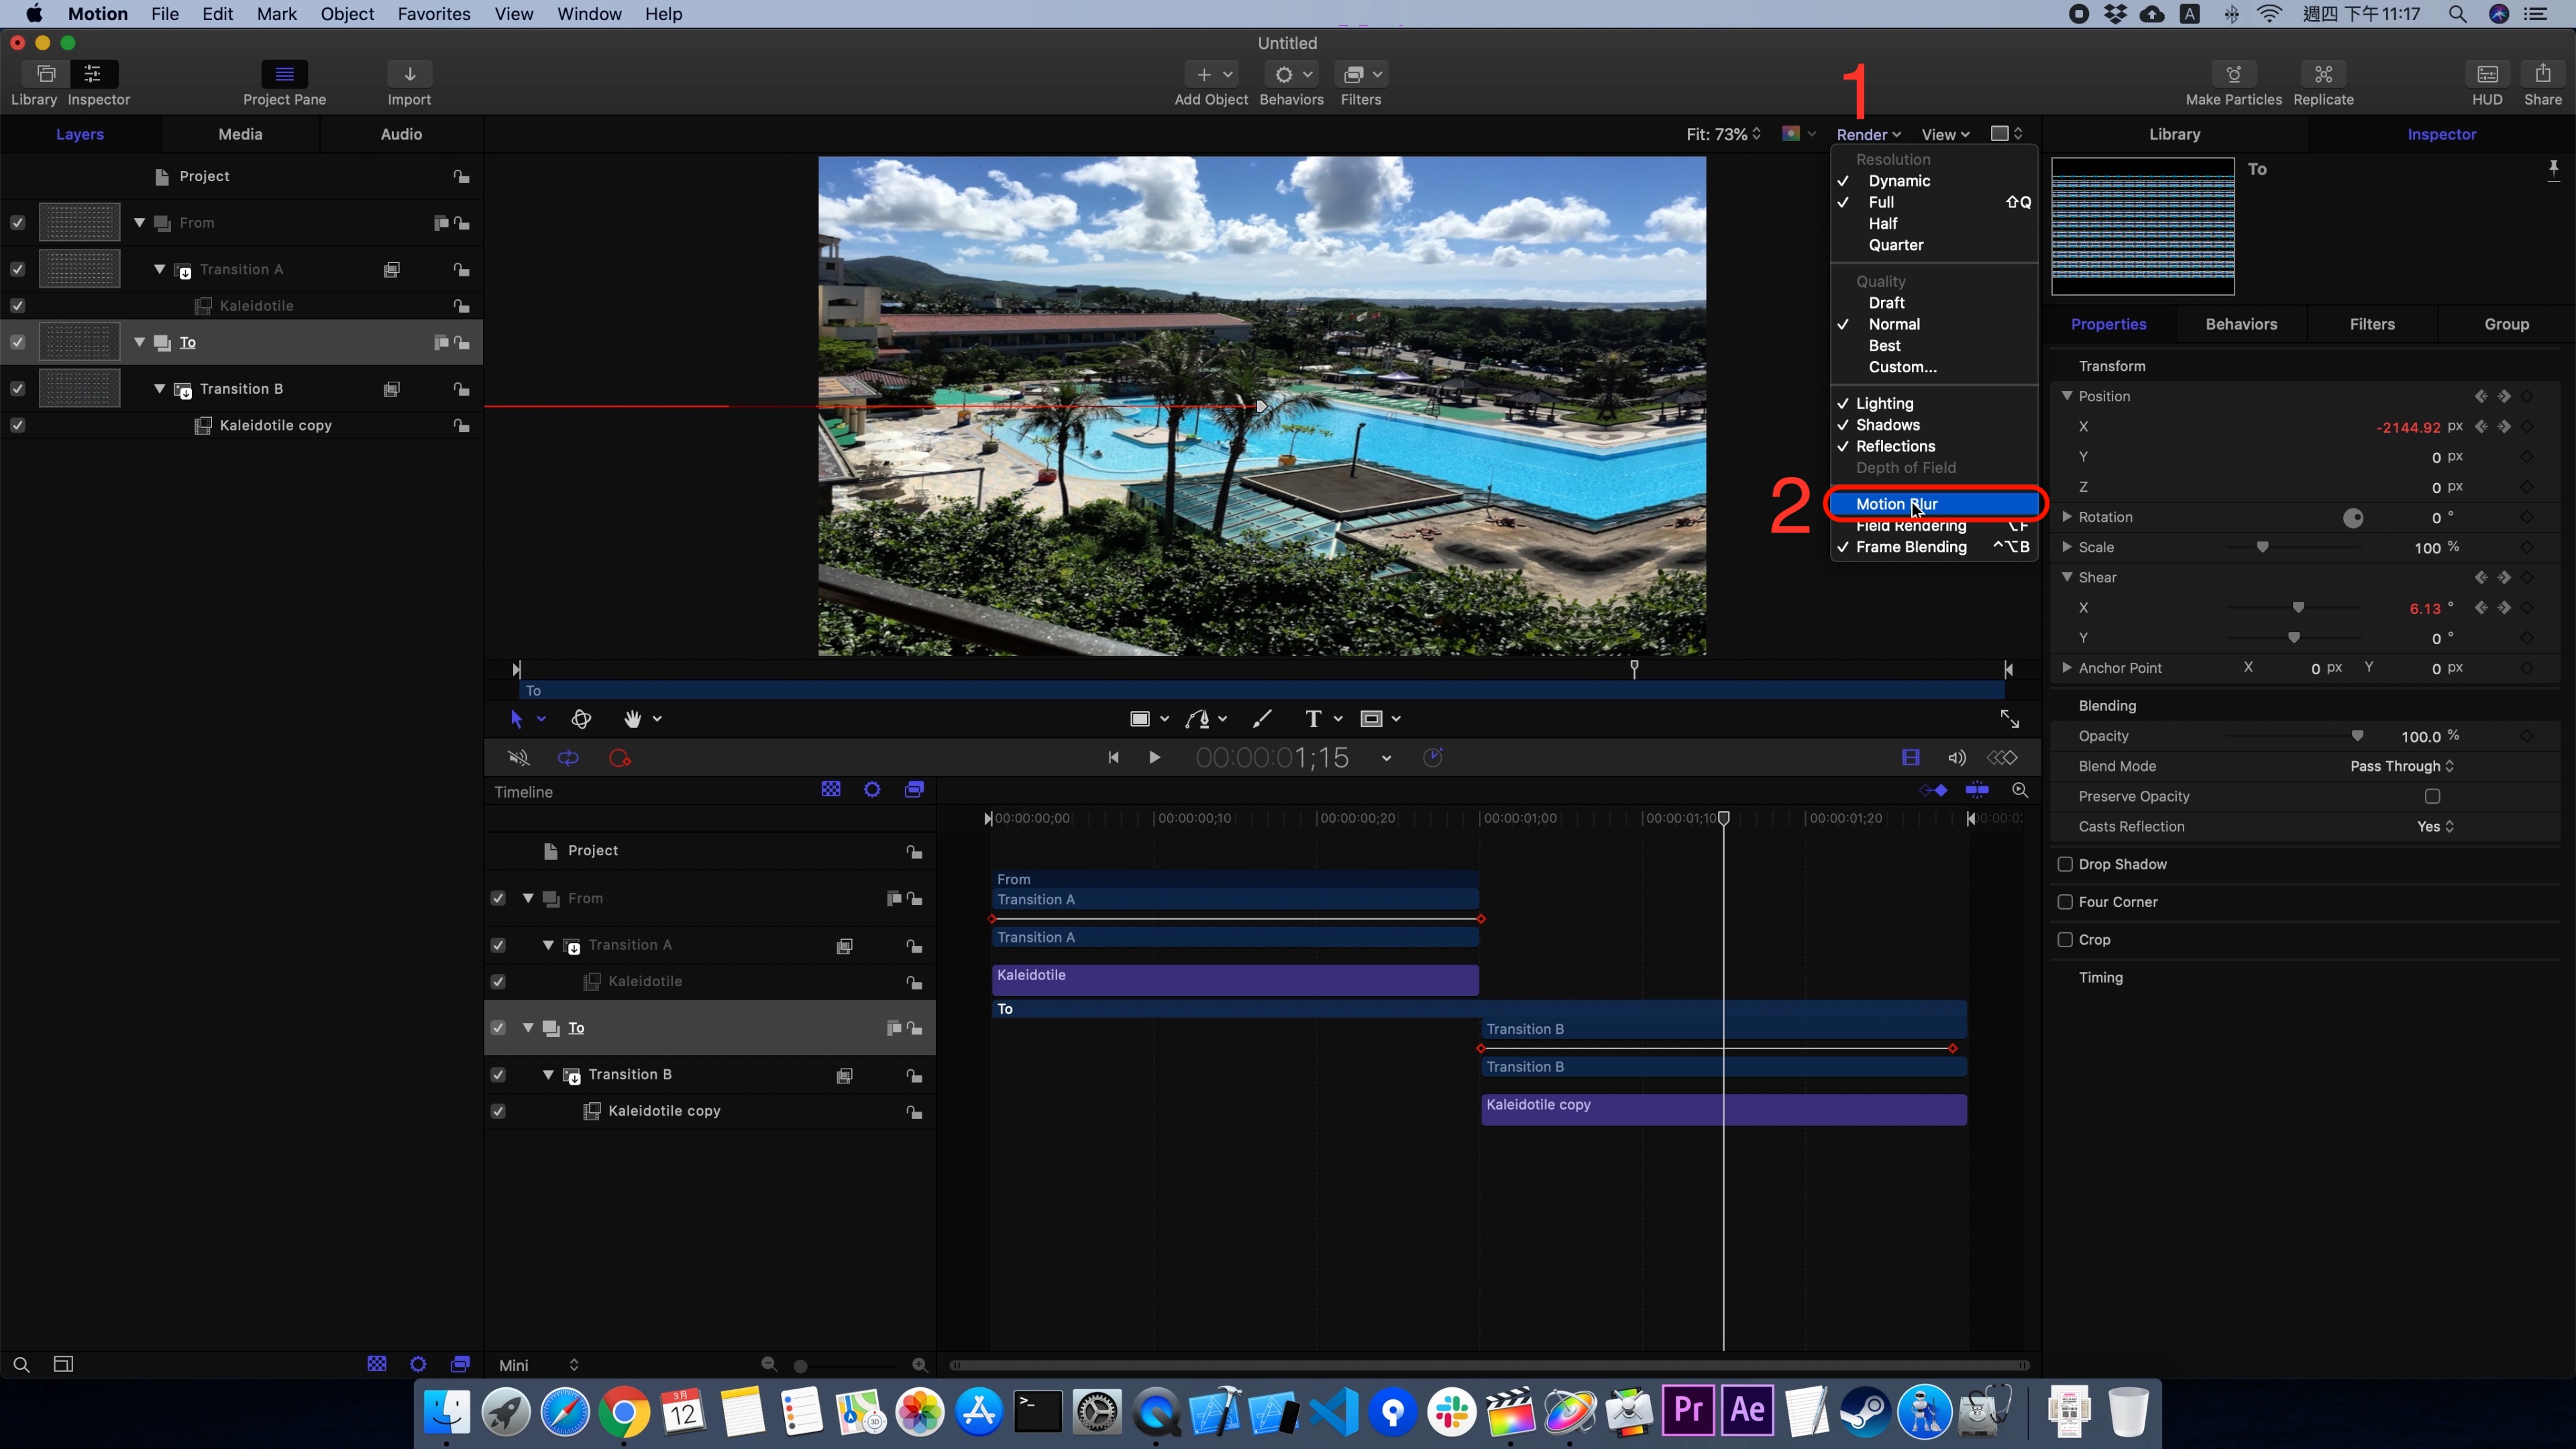 Motion File Edit Mark Object Favorites View Window Help A 週四 下午11:17
Untitled
Library Inspector Project Pane Import Add Object Behaviors Filters Make Particles Replicate HUD Share
1
Layers Media Audio Fit: 73% Render View Library Inspector
Project
From
Transition A
Kaleidotile
To
Transition B
Kaleidotile copy
Resolution
Dynamic
Full ⇧Q
Half
Quarter
Quality
Draft
Normal
Best
Custom...
Lighting
Shadows
Reflections
Depth of Field
2
Motion Blur
Field Rendering ⌥F
Frame Blending ^⌥B
To
Properties Behaviors Filters Group
Transform
Position
X -2144.92 px
Y 0 px
Z 0 px
Rotation 0 °
Scale 100 %
Shear
X 6.13 °
Y 0 °
Anchor Point X 0 px Y 0 px
Blending
Opacity 100.0 %
Blend Mode Pass Through
Preserve Opacity
Casts Reflection Yes
Drop Shadow
Four Corner
Crop
Timing
To
T
00:00:01;15
Timeline
00:00:00;00 00:00:00;10 00:00:00;20 00:00:01;00 00:00:01;10 00:00:01;20
Project
From
Transition A
Kaleidotile
To
Transition B
Kaleidotile copy
From
Transition A
Transition A
Kaleidotile
To
Transition B
Transition B
Kaleidotile copy
Mini
3月
12
3D
>_
Pr
Ae